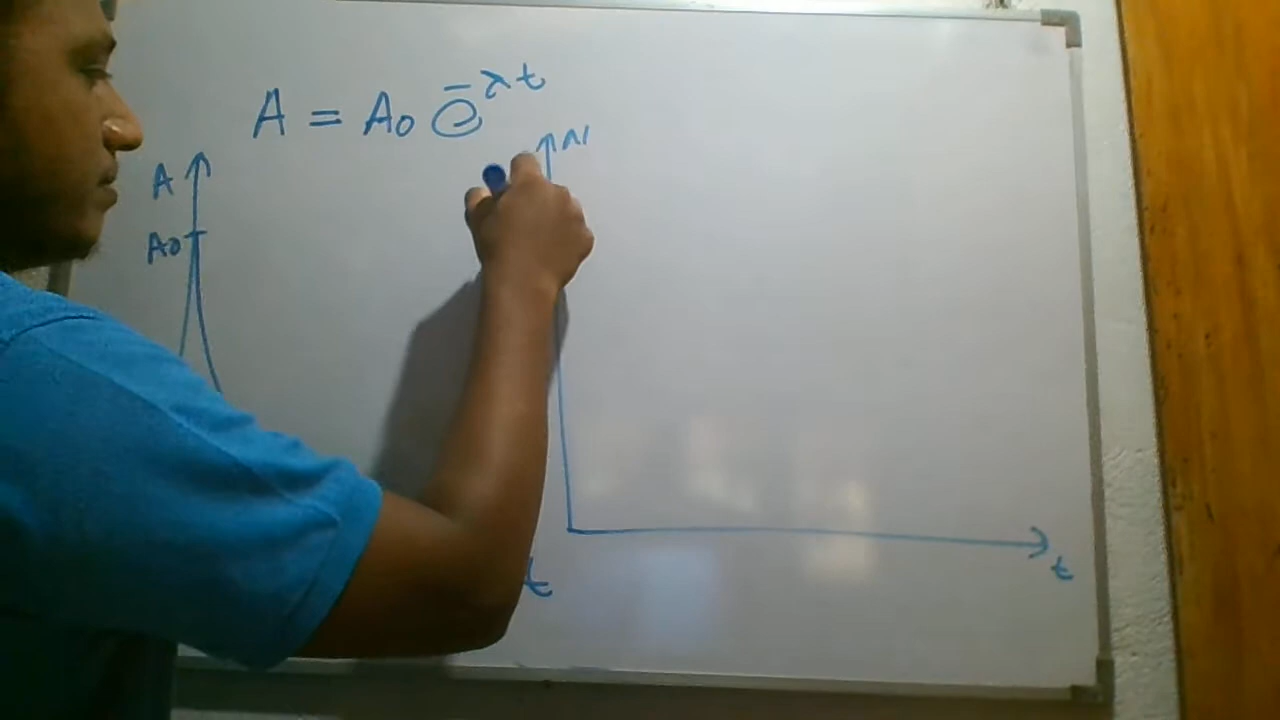 A = A₀ e^-λt
A
N
A₀
t
t